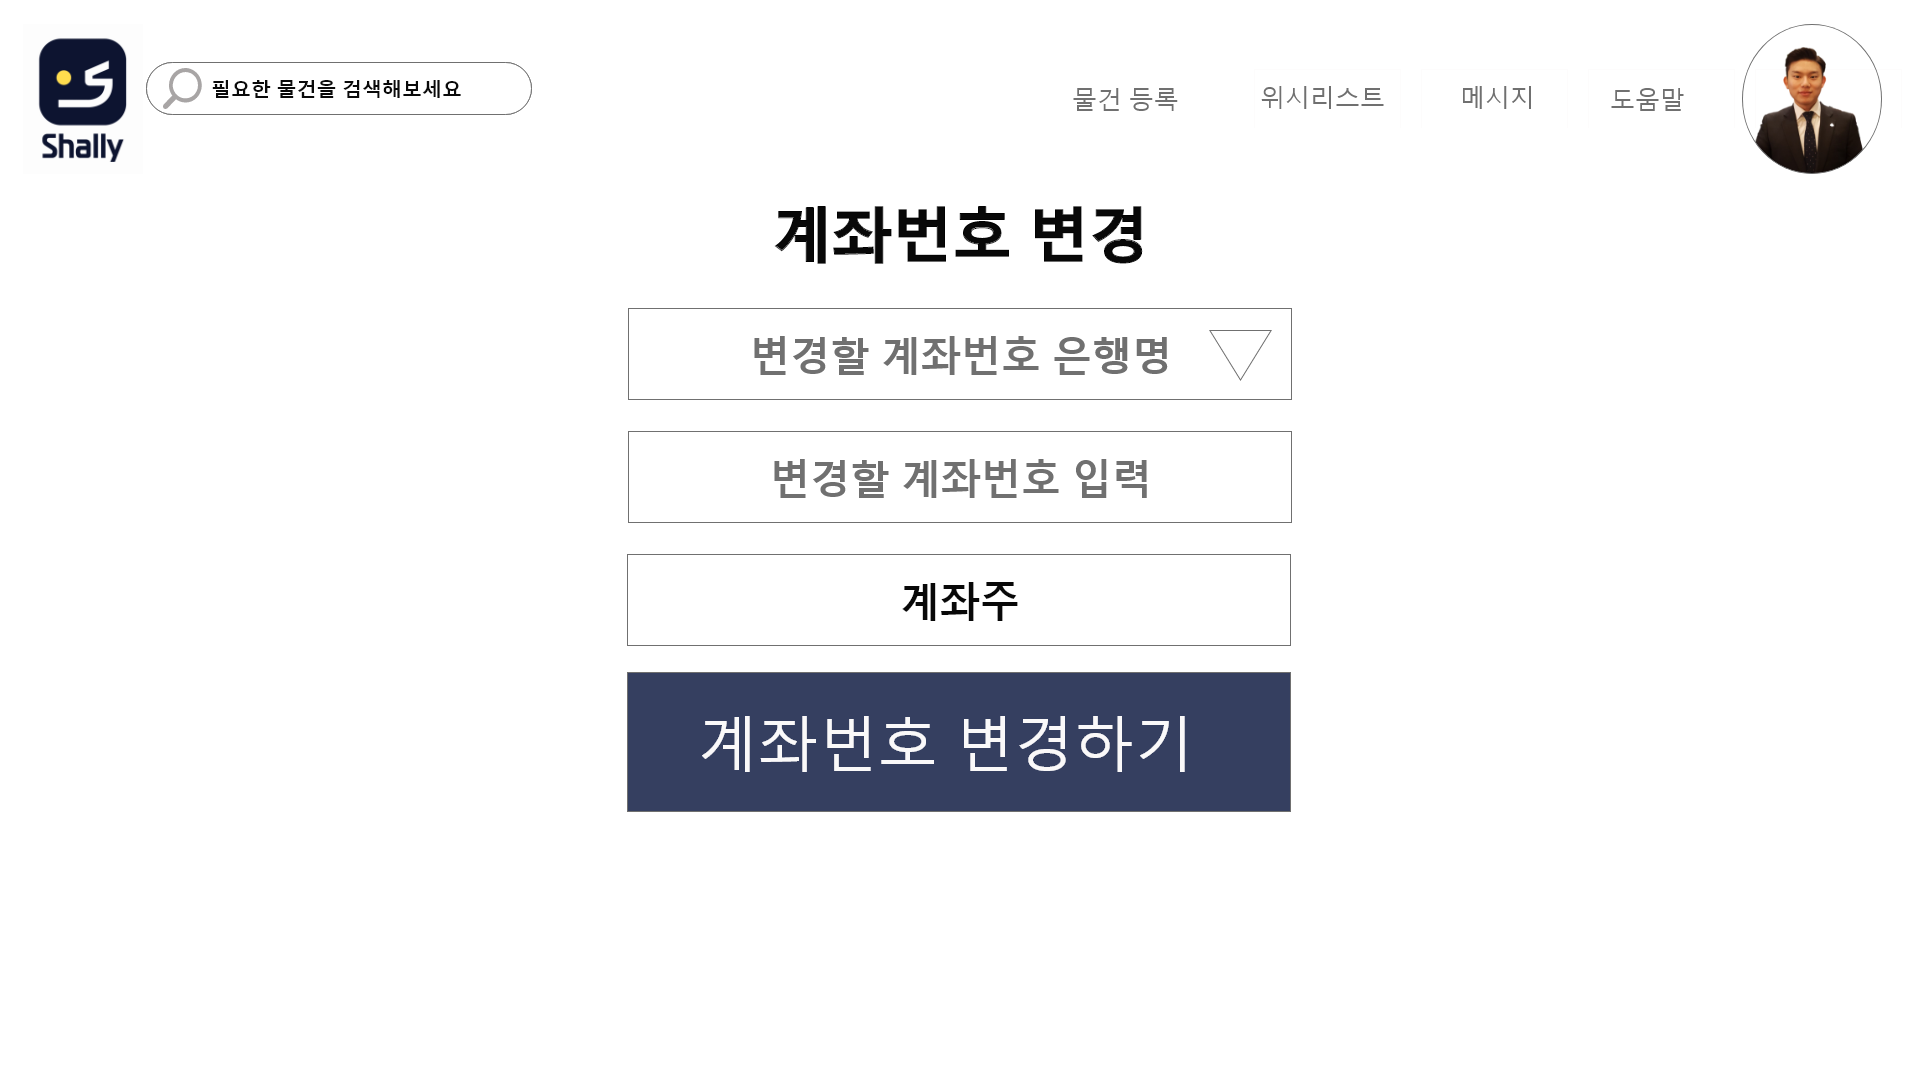 Shally
필요한 물건을 검색해보세요
물건 등록
위시리스트
메시지
도움말
계좌번호 변경
변경할 계좌번호 은행명
변경할 계좌번호 입력
계좌주
계좌번호 변경하기